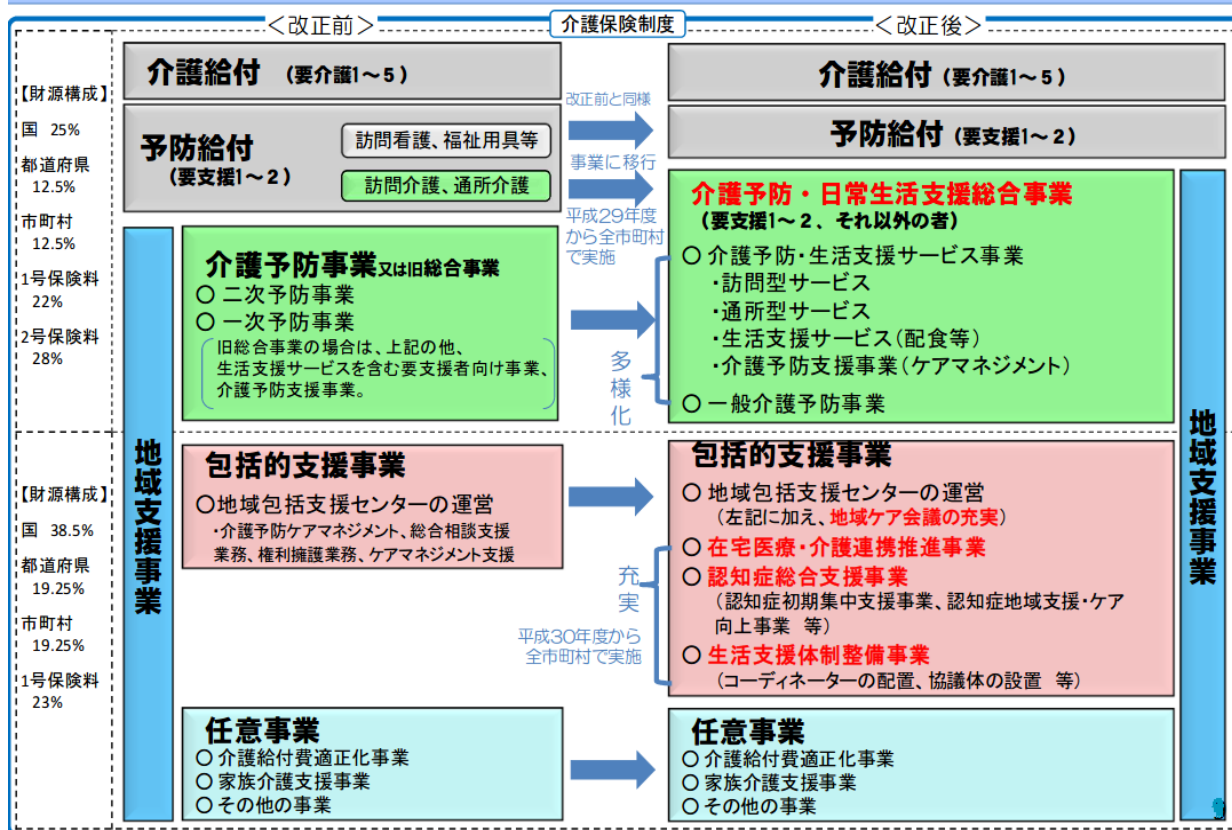 介護保険制度
＜改正前＞
＜改正後＞
【財源構成】
国 25%
都道府県
12.5%
市町村
12.5%
1号保険料
22%
2号保険料
28%
介護給付 （要介護1～5）
予防給付
（要支援1～2）
訪問看護、福祉用具等
訪問介護、通所介護
改正前と同様
事業に移行
平成29年度
から全市町村
で実施
多様化
介護給付 （要介護1～5）
予防給付（要支援1～2）
介護予防事業又は旧総合事業
○ 二次予防事業
○ 一次予防事業
旧総合事業の場合は、上記の他、
生活支援サービスを含む要支援者向け事業、
介護予防支援事業。
介護予防・日常生活支援総合事業
（要支援1～2、それ以外の者）
○ 介護予防・生活支援サービス事業
・訪問型サービス
・通所型サービス
・生活支援サービス（配食等）
・介護予防支援事業（ケアマネジメント）
○ 一般介護予防事業
地域支援事業
地域支援事業
【財源構成】
国 38.5%
都道府県
19.25%
市町村
19.25%
1号保険料
23%
包括的支援事業
○地域包括支援センターの運営
・介護予防ケアマネジメント、総合相談支援
業務、権利擁護業務、ケアマネジメント支援
充実
平成30年度から
全市町村で実施
包括的支援事業
○ 地域包括支援センターの運営
（左記に加え、地域ケア会議の充実）
○ 在宅医療・介護連携推進事業
○ 認知症総合支援事業
（認知症初期集中支援事業、認知症地域支援・ケア
向上事業 等）
○ 生活支援体制整備事業
（コーディネーターの配置、協議体の設置 等）
任意事業
○ 介護給付費適正化事業
○ 家族介護支援事業
○ その他の事業
任意事業
○ 介護給付費適正化事業
○ 家族介護支援事業
○ その他の事業